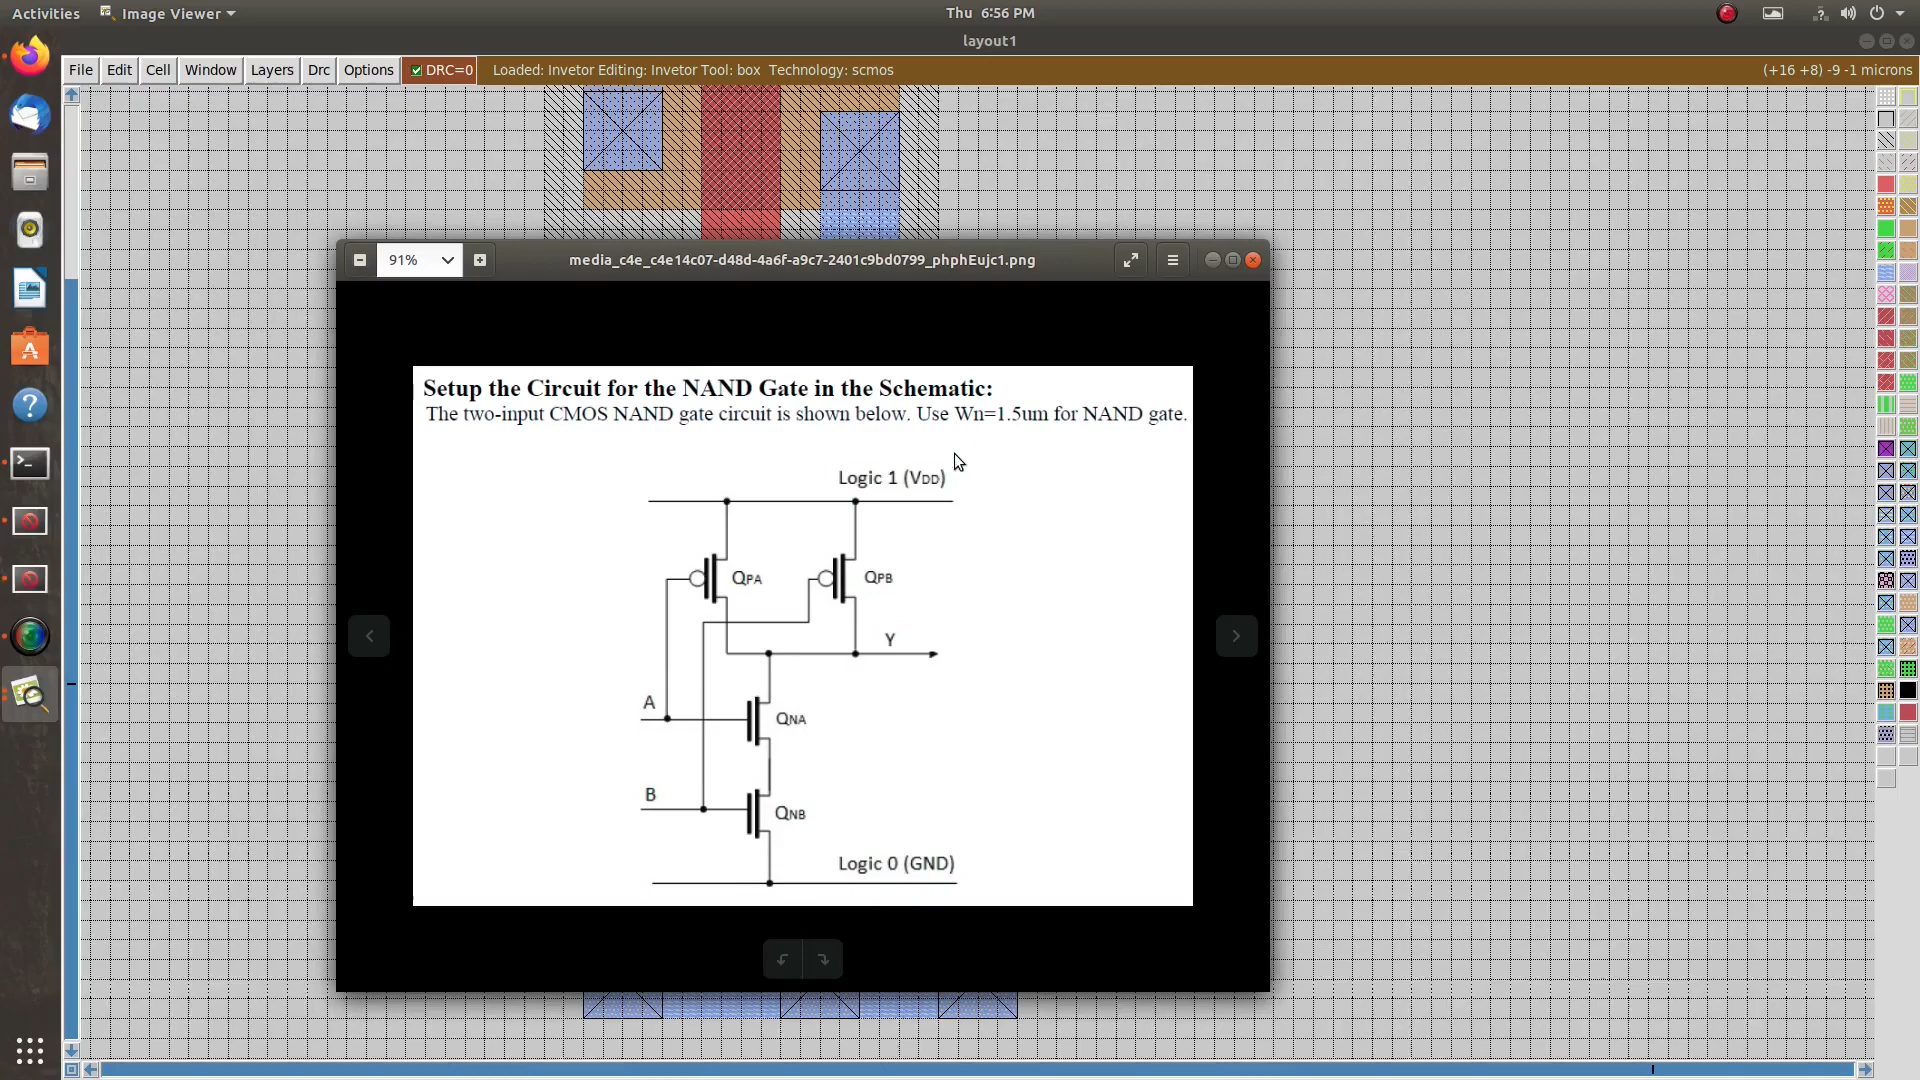 Activities Image Viewer Thu 6:56 PM
layout1
File Edit Cell Window Layers Drc Options DRC=0 Loaded: Invetor Editing: Invetor Tool: box Technology: scmos (+16 +8) -9 -1 microns
91% media_c4e_c4e14c07-d48d-4a6f-a9c7-2401c9bd0799_phphEujc1.png
Setup the Circuit for the NAND Gate in the Schematic:
The two-input CMOS NAND gate circuit is shown below. Use Wn=1.5um for NAND gate.
Logic 1 (VDD)
QPA QPB
Y
A
QNA
B
QNB
Logic 0 (GND)